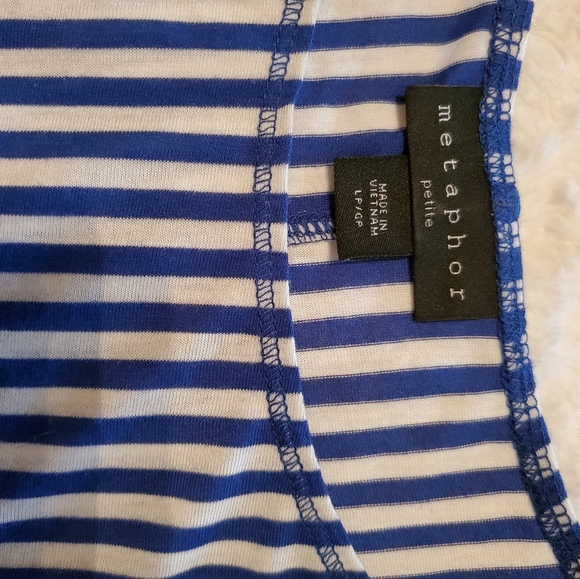 metaphor
petite
MADE IN
VIETNAM
LP/GP